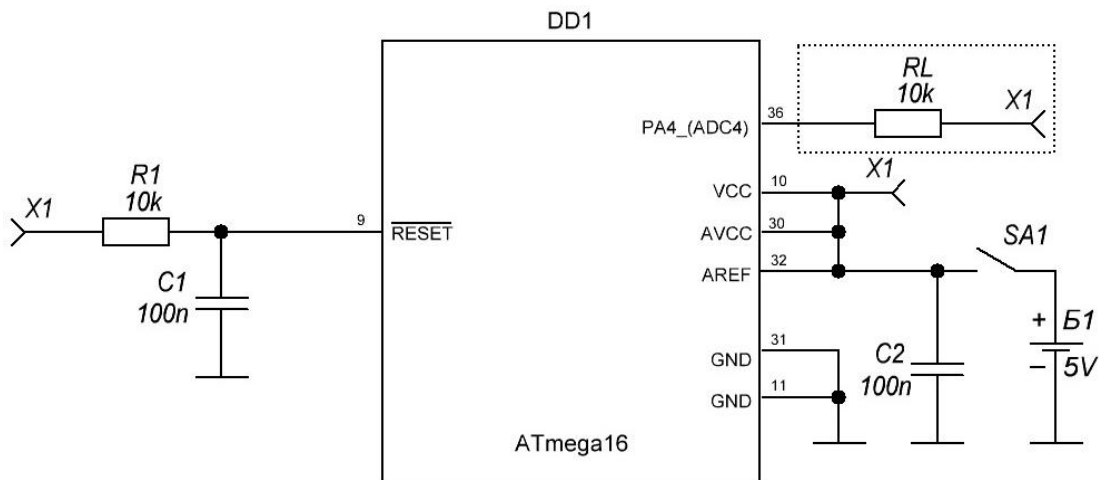 DD1
RL
10k
X1
36
PA4_(ADC4)
X1
R1
10k
X1
10
VCC
9
RESET
30
AVCC
SA1
32
AREF
C1
100n
+ Б1
– 5V
31
GND
C2
100n
11
GND
ATmega16